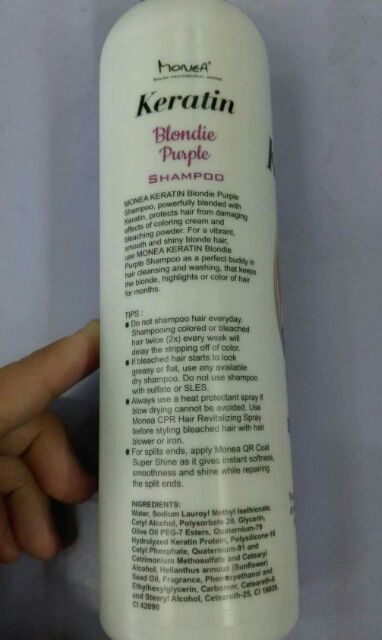 MONEA®
SALON PROFESSIONAL SERIES
Keratin
Blondie
Purple
SHAMPOO
MONEA KERATIN Blondie Purple
Shampoo, powerfully blended with
Keratin, protects hair from damaging
effects of coloring cream and
bleaching powder. For a vibrant,
smooth and shiny blonde hair,
use MONEA KERATIN Blondie
Purple Shampoo as a perfect buddy in
hair cleansing and washing, that keeps
the blonde, highlights or color of hair
for months.
TIPS :
Do not shampoo hair everyday.
Shampooing colored or bleached
hair twice (2x) every week will
delay the stripping off of color.
If bleached hair starts to look
greasy or flat, use any available
dry shampoo. Do not use shampoo
with sulfate or SLES.
Always use a heat protectant spray if
blow drying cannot be avoided. Use
Monea CPR Hair Revitalizing Spray
before styling bleached hair with hair
blower or iron.
For splits ends, apply Monea QR Coat
Super Shine as it gives instant softness,
smoothness and shine while repairing
the split ends.
INGREDIENTS:
Water, Sodium Lauroyl Methyl Isethionate,
Cetyl Alcohol, Polysorbate 20, Glycerin,
Olive Oil PEG-7 Esters, Quaternium-79
Hydrolyzed Keratin Protein, Polysilicone-18
Cetyl Phosphate, Quaternium-91 and
Cetrimonium Methosulfate and Cetearyl
Alcohol, Helianthus annuus (Sunflower)
Seed Oil, Fragrance, Phenoxyethanol and
Ethylhexylglycerin, Carbomer, Ceteareth-6
and Stearyl Alcohol, Ceteareth-25, CI 16035,
CI 42090